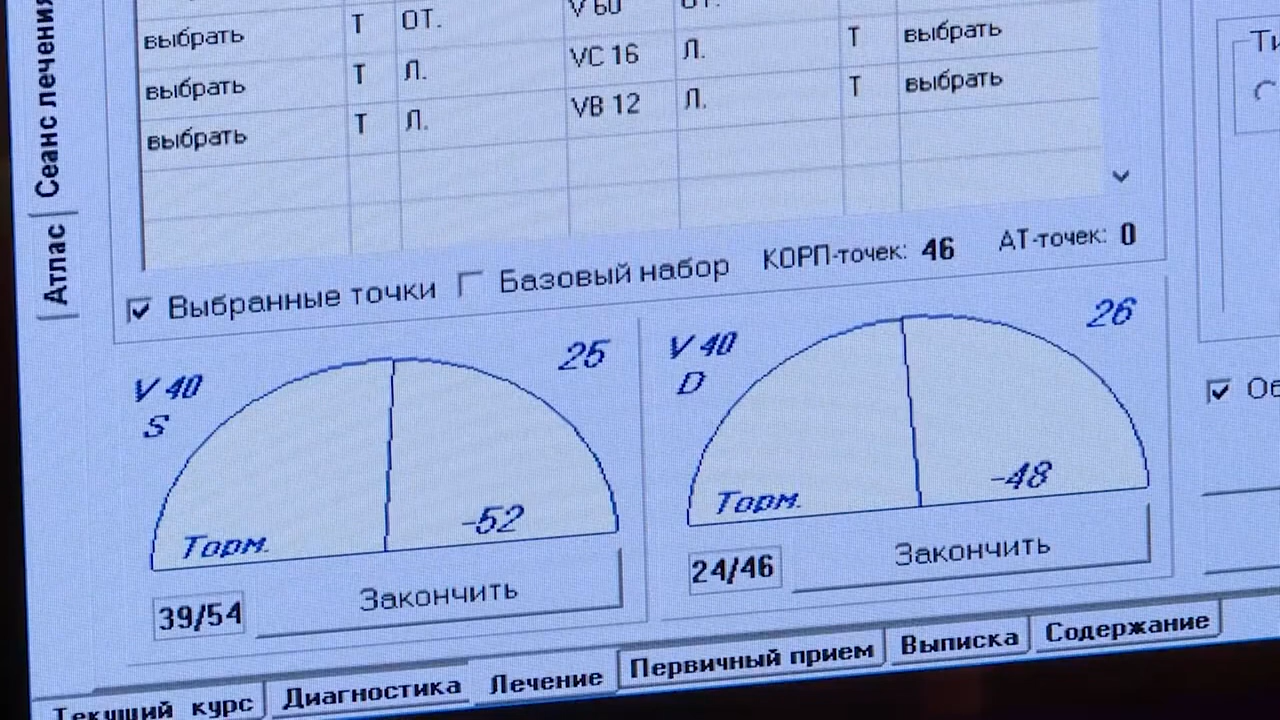 Атлас Сеанс лечения
выбрать Т ОТ. V 60
выбрать Т Л. VC 16 Л. Т выбрать
выбрать Т Л. VB 12 Л. Т выбрать
Выбранные точки Базовый набор КОРП-точек: 46 АТ-точек: 0
V 40 25
S
Торм. -52
39/54 Закончить
V 40 26
D
Торм. -48
24/46 Закончить
Текущий курс Диагностика Лечение Первичный прием Выписка Содержание